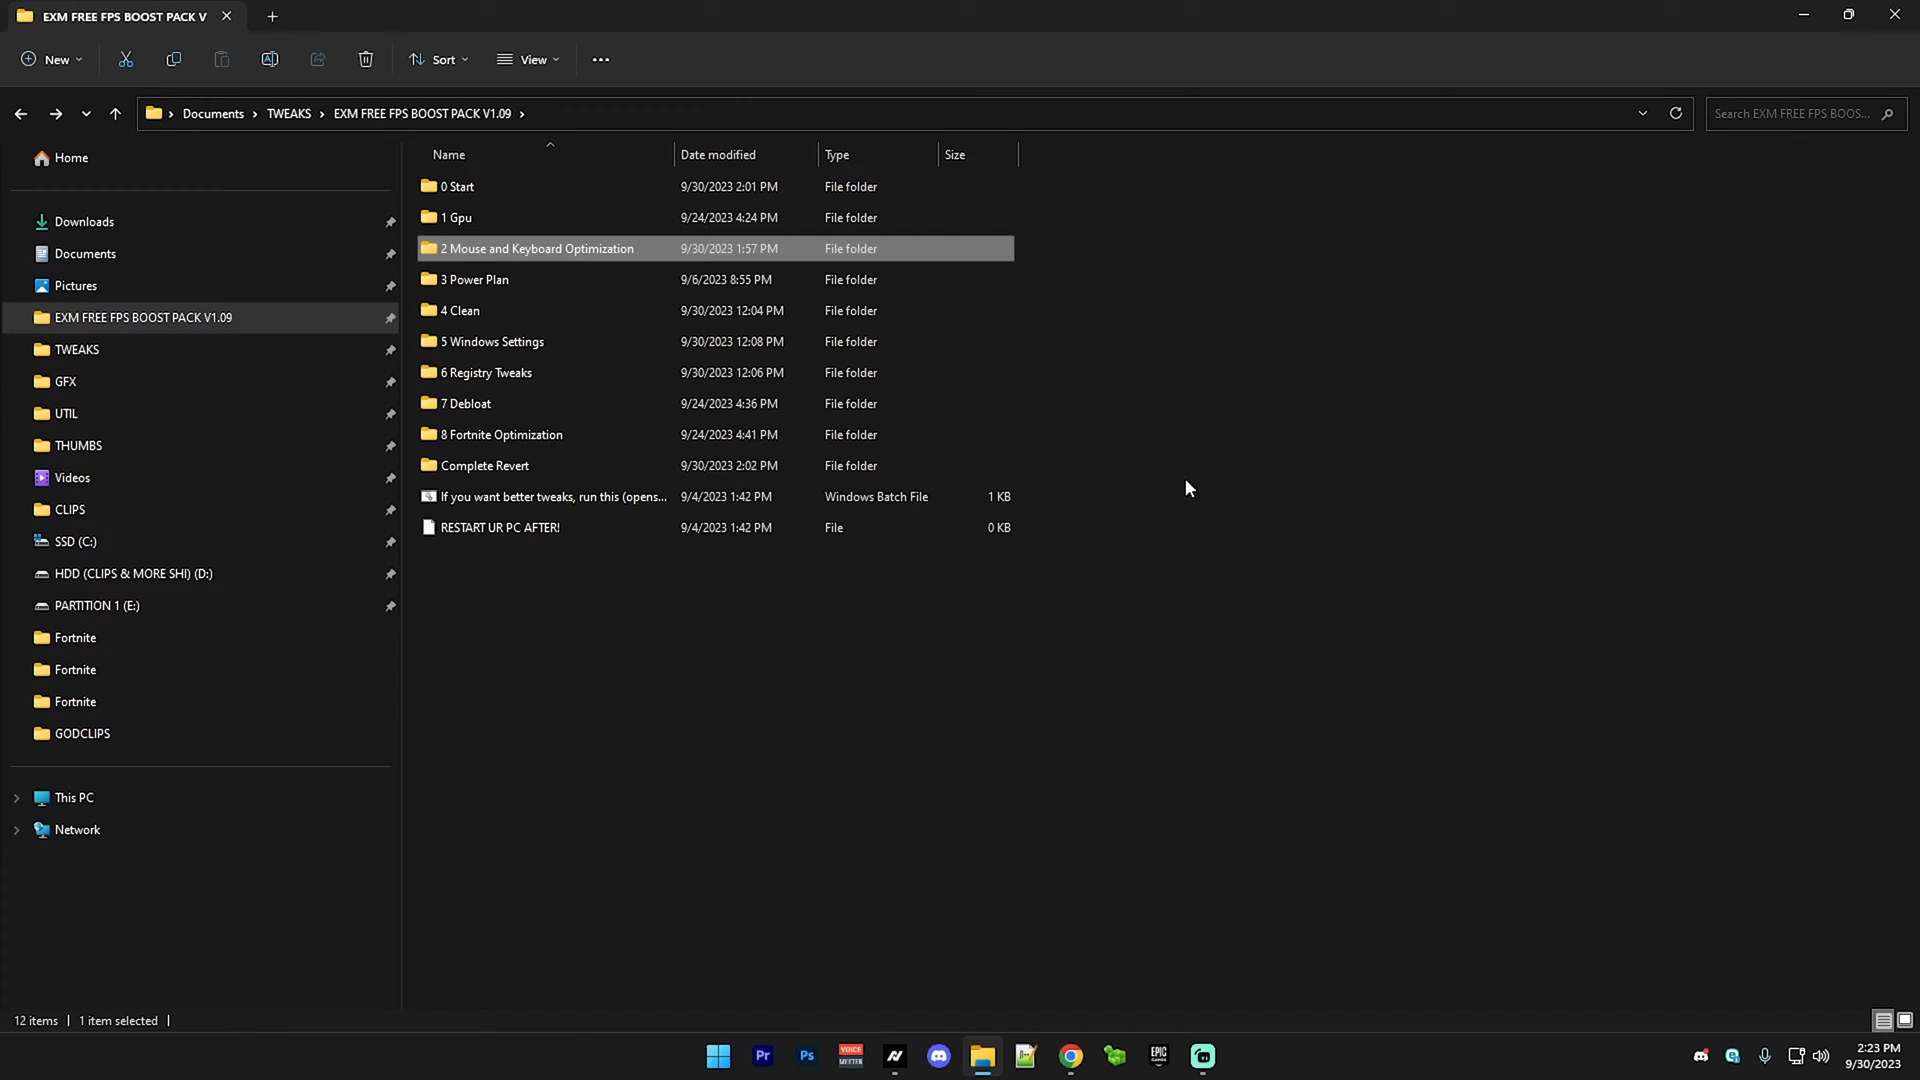 EXM FREE FPS BOOST PACK V
New
Sort
View
Documents
TWEAKS
EXM FREE FPS BOOST PACK V1.09
Search EXM FREE FPS BOOS...
Home
Downloads
Documents
Pictures
EXM FREE FPS BOOST PACK V1.09
TWEAKS
GFX
UTIL
THUMBS
Videos
CLIPS
SSD (C:)
HDD (CLIPS & MORE SHI) (D:)
PARTITION 1 (E:)
Fortnite
Fortnite
Fortnite
GODCLIPS
This PC
Network
Name Date modified Type Size
0 Start 9/30/2023 2:01 PM File folder
1 Gpu 9/24/2023 4:24 PM File folder
2 Mouse and Keyboard Optimization 9/30/2023 1:57 PM File folder
3 Power Plan 9/6/2023 8:55 PM File folder
4 Clean 9/30/2023 12:04 PM File folder
5 Windows Settings 9/30/2023 12:08 PM File folder
6 Registry Tweaks 9/30/2023 12:06 PM File folder
7 Debloat 9/24/2023 4:36 PM File folder
8 Fortnite Optimization 9/24/2023 4:41 PM File folder
Complete Revert 9/30/2023 2:02 PM File folder
If you want better tweaks, run this (opens... 9/4/2023 1:42 PM Windows Batch File 1 KB
RESTART UR PC AFTER! 9/4/2023 1:42 PM File 0 KB
12 items 1 item selected
Pr
Ps
VOICE
MEETER
EPIC
GAMES
2:23 PM
9/30/2023